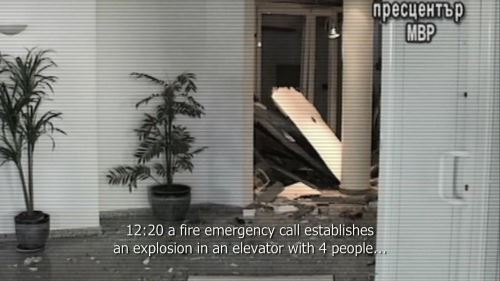 пресцентър
МВР
12:20 a fire emergency call establishes
an explosion in an elevator with 4 people...